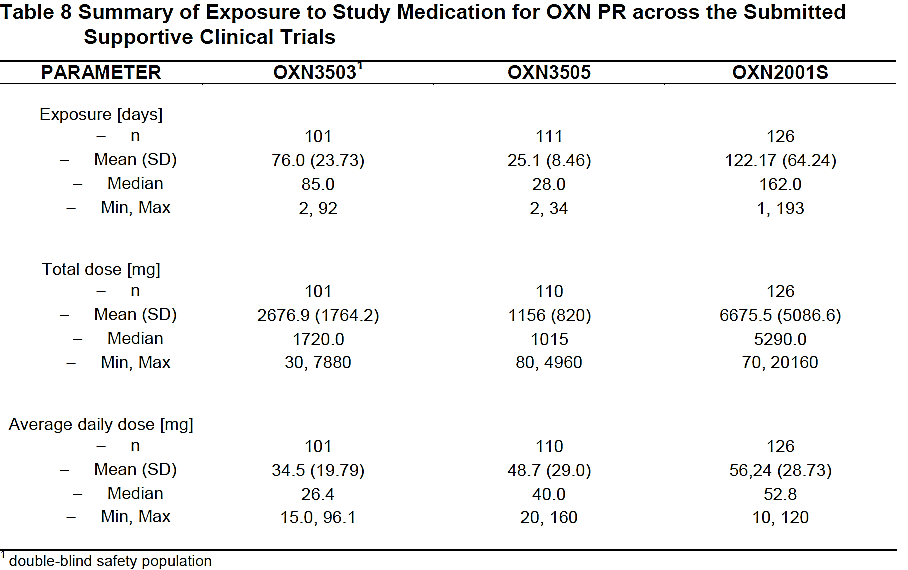 Table 8 Summary of Exposure to Study Medication for OXN PR across the Submitted
Supportive Clinical Trials
PARAMETER OXN3503¹ OXN3505 OXN2001S
Exposure [days]
– n 101 111 126
– Mean (SD) 76.0 (23.73) 25.1 (8.46) 122.17 (64.24)
– Median 85.0 28.0 162.0
– Min, Max 2, 92 2, 34 1, 193
Total dose [mg]
– n 101 110 126
– Mean (SD) 2676.9 (1764.2) 1156 (820) 6675.5 (5086.6)
– Median 1720.0 1015 5290.0
– Min, Max 30, 7880 80, 4960 70, 20160
Average daily dose [mg]
– n 101 110 126
– Mean (SD) 34.5 (19.79) 48.7 (29.0) 56,24 (28.73)
– Median 26.4 40.0 52.8
– Min, Max 15.0, 96.1 20, 160 10, 120
¹ double-blind safety population